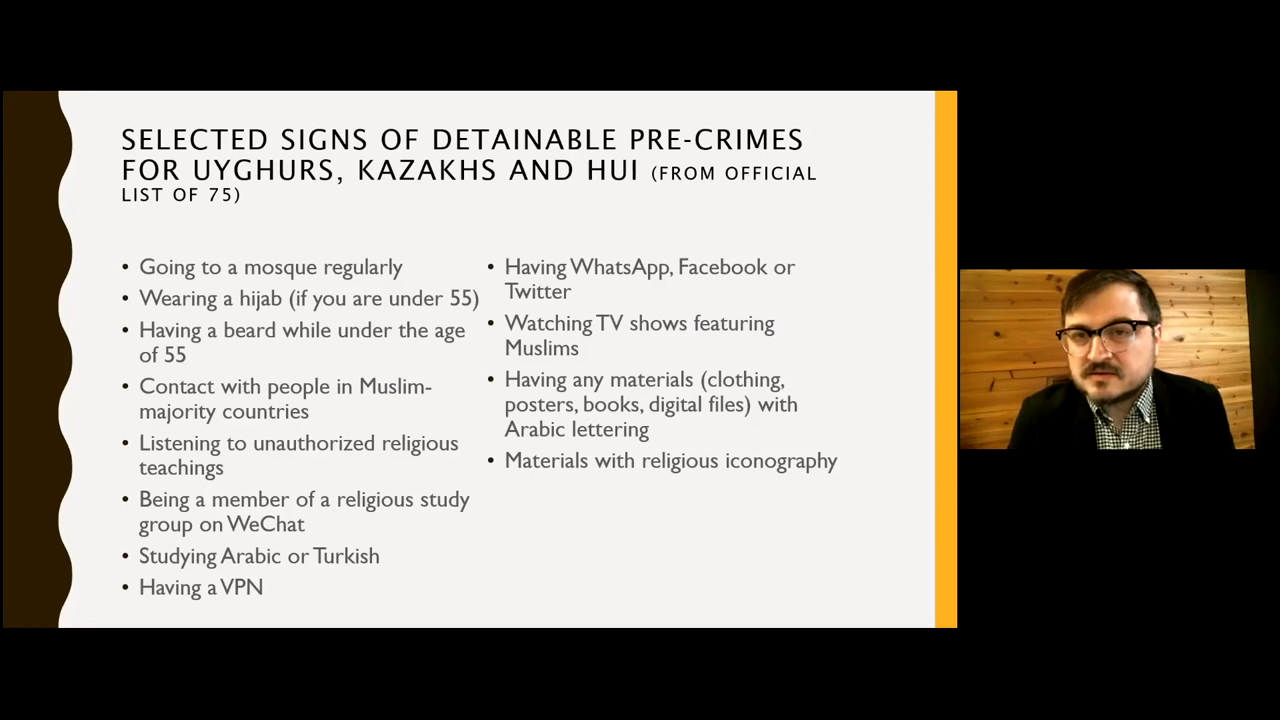 SELECTED SIGNS OF DETAINABLE PRE-CRIMES
FOR UYGHURS, KAZAKHS AND HUI (FROM OFFICIAL
LIST OF 75)
• Going to a mosque regularly
• Wearing a hijab (if you are under 55)
• Having a beard while under the age
of 55
• Contact with people in Muslim-
majority countries
• Listening to unauthorized religious
teachings
• Being a member of a religious study
group on WeChat
• Studying Arabic or Turkish
• Having a VPN
• Having WhatsApp, Facebook or
Twitter
• Watching TV shows featuring
Muslims
• Having any materials (clothing,
posters, books, digital files) with
Arabic lettering
• Materials with religious iconography